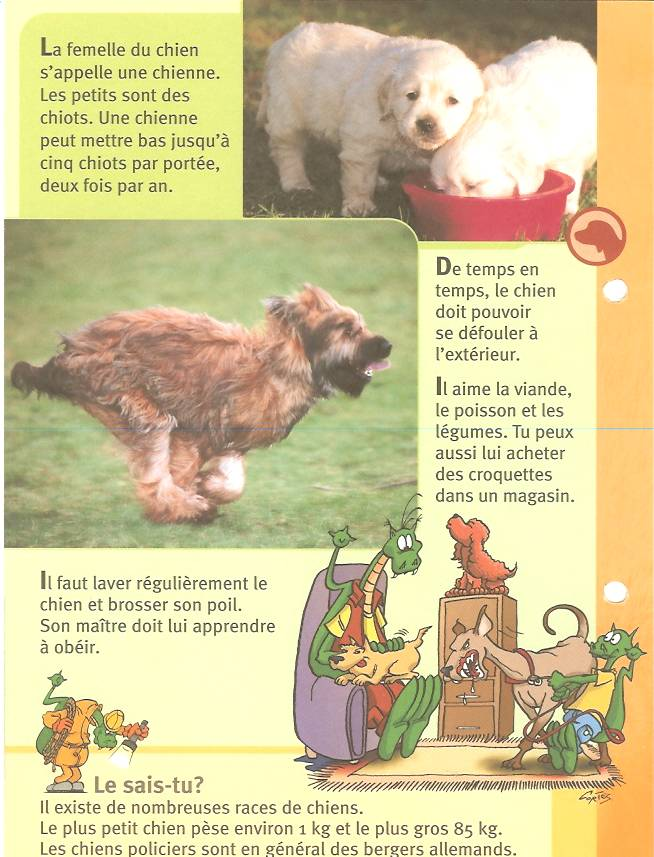 La femelle du chien
s'appelle une chienne.
Les petits sont des
chiots. Une chienne
peut mettre bas jusqu'à
cinq chiots par portée,
deux fois par an.
De temps en
temps, le chien
doit pouvoir
se défouler à
l'extérieur.
Il aime la viande,
le poisson et les
légumes. Tu peux
aussi lui acheter
des croquettes
dans un magasin.
Il faut laver régulièrement le
chien et brosser son poil.
Son maître doit lui apprendre
à obéir.
Cortes
Le sais-tu?
Il existe de nombreuses races de chiens.
Le plus petit chien pèse environ 1 kg et le plus gros 85 kg.
Les chiens policiers sont en général des bergers allemands.